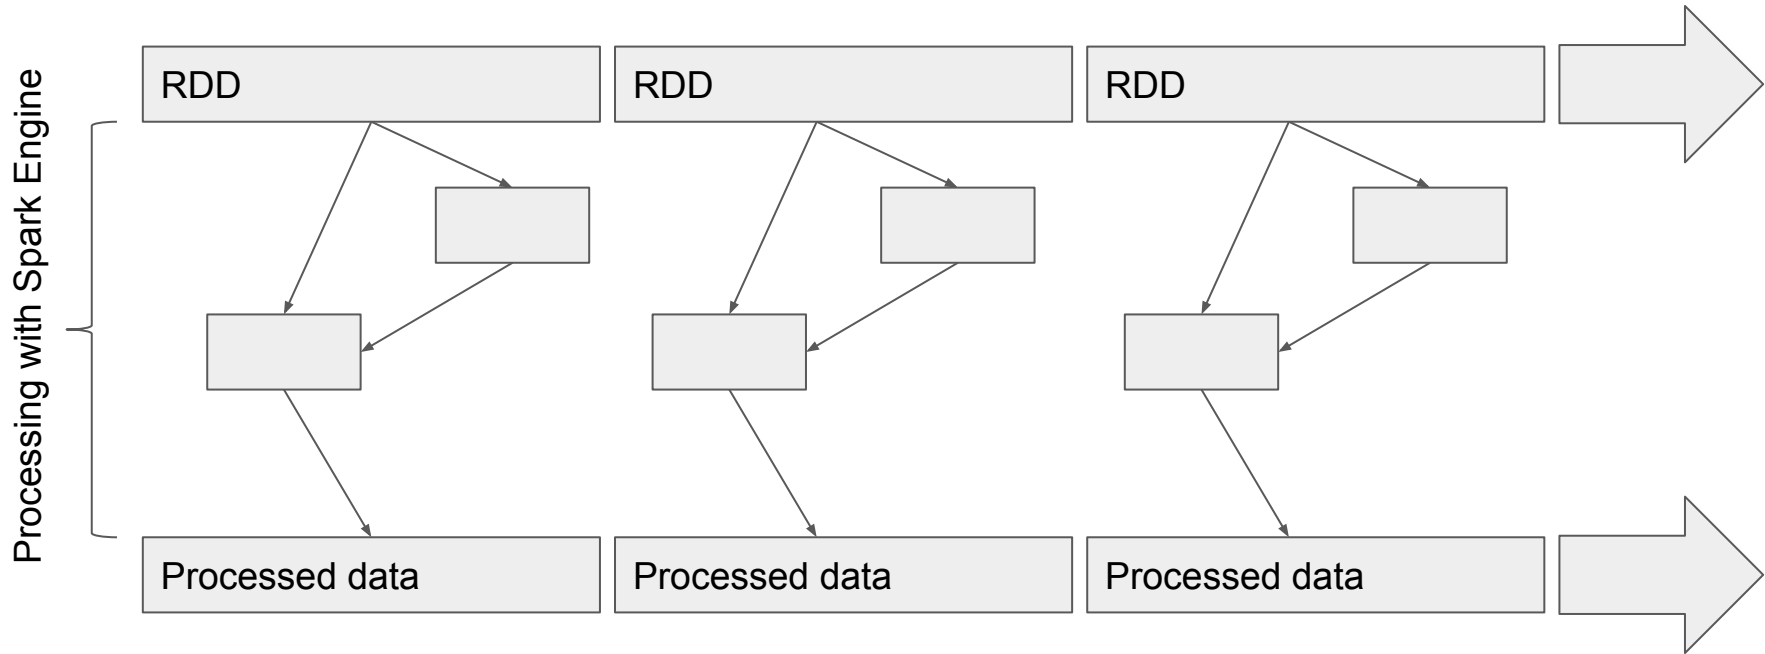 Processing with Spark Engine
RDD
RDD
RDD
Processed data
Processed data
Processed data